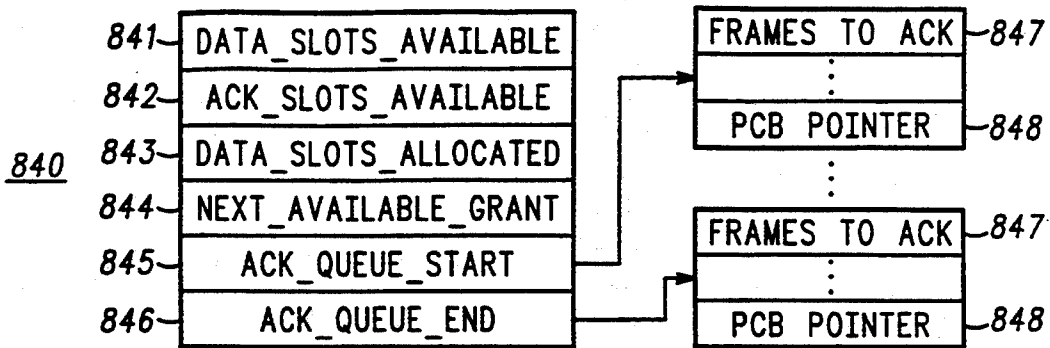 840
841 DATA_SLOTS_AVAILABLE
842 ACK_SLOTS_AVAILABLE
843 DATA_SLOTS_ALLOCATED
844 NEXT_AVAILABLE_GRANT
845 ACK_QUEUE_START
846 ACK_QUEUE_END
FRAMES TO ACK 847
PCB POINTER 848
FRAMES TO ACK 847
PCB POINTER 848